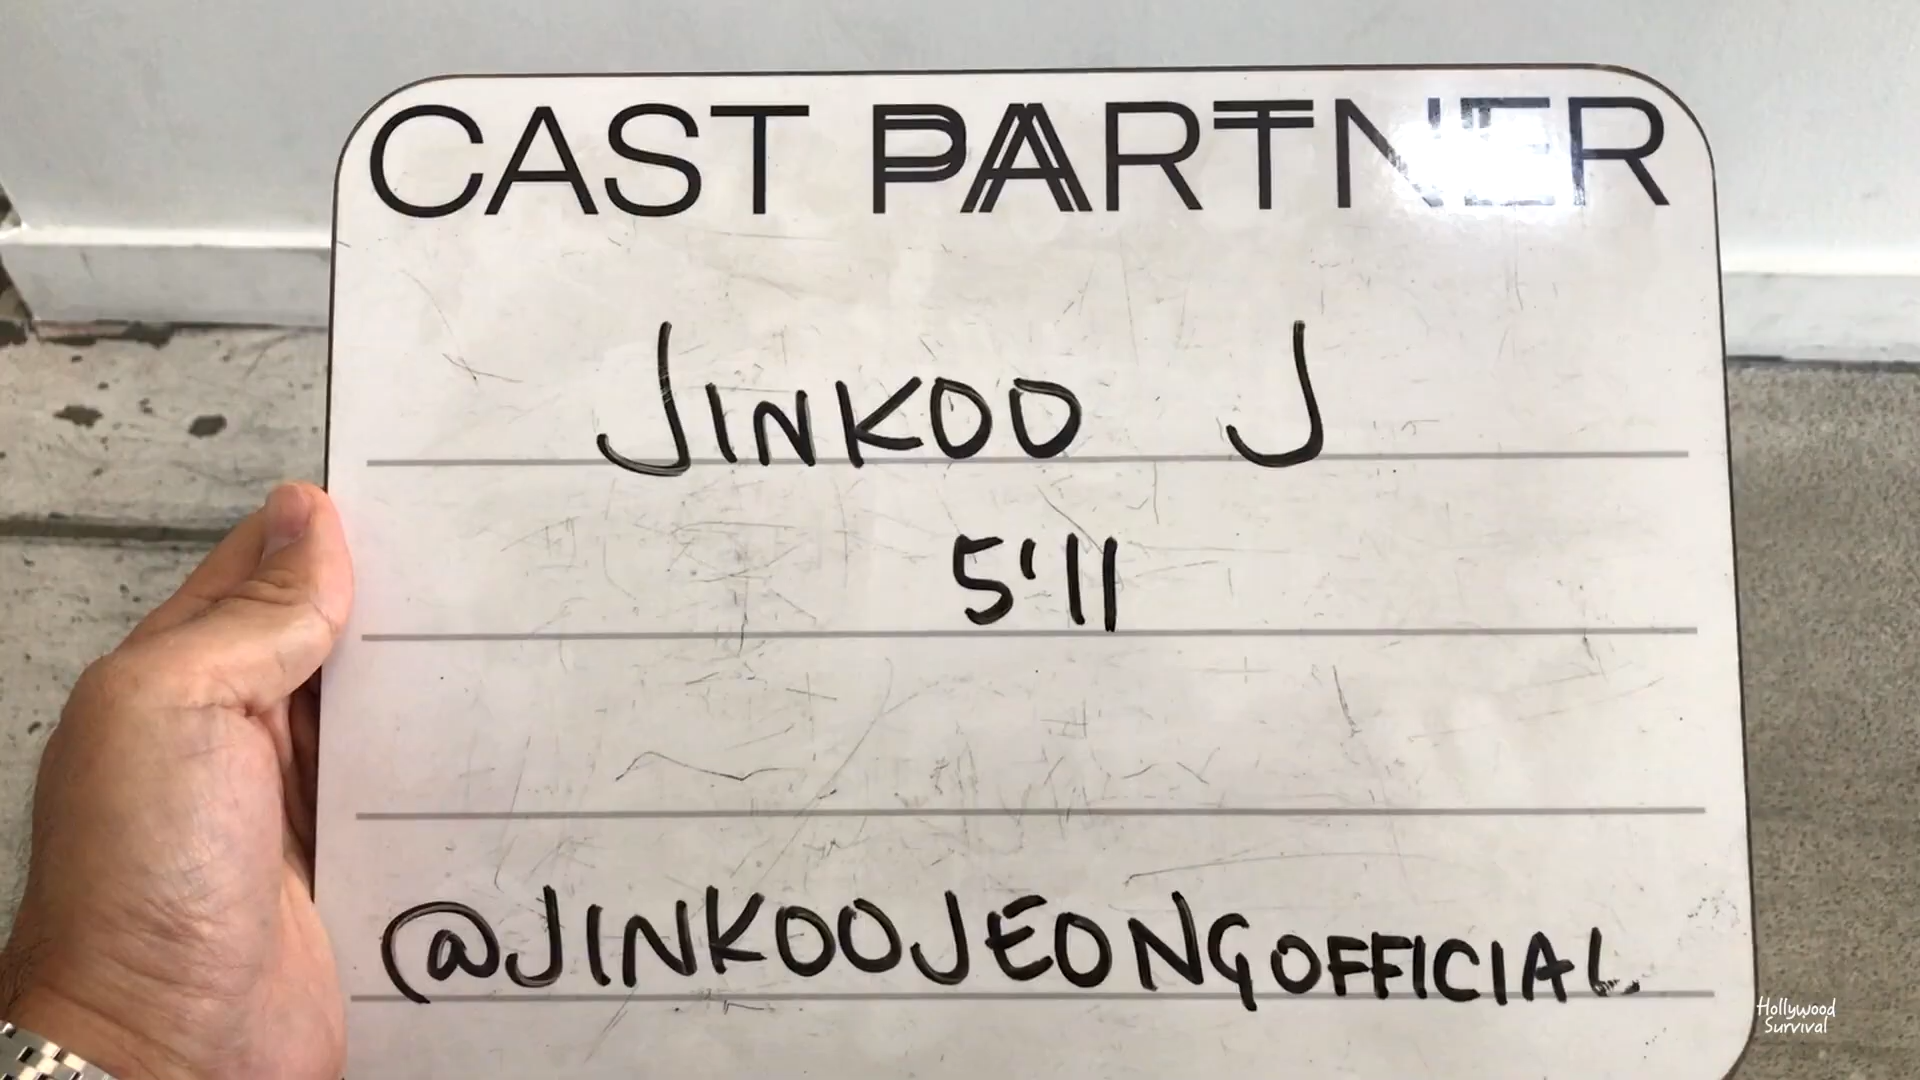 CAST PARTNER
JINKOO J
5'11
@JINKOOJEONGOFFICIAL
Hollywood
Survival